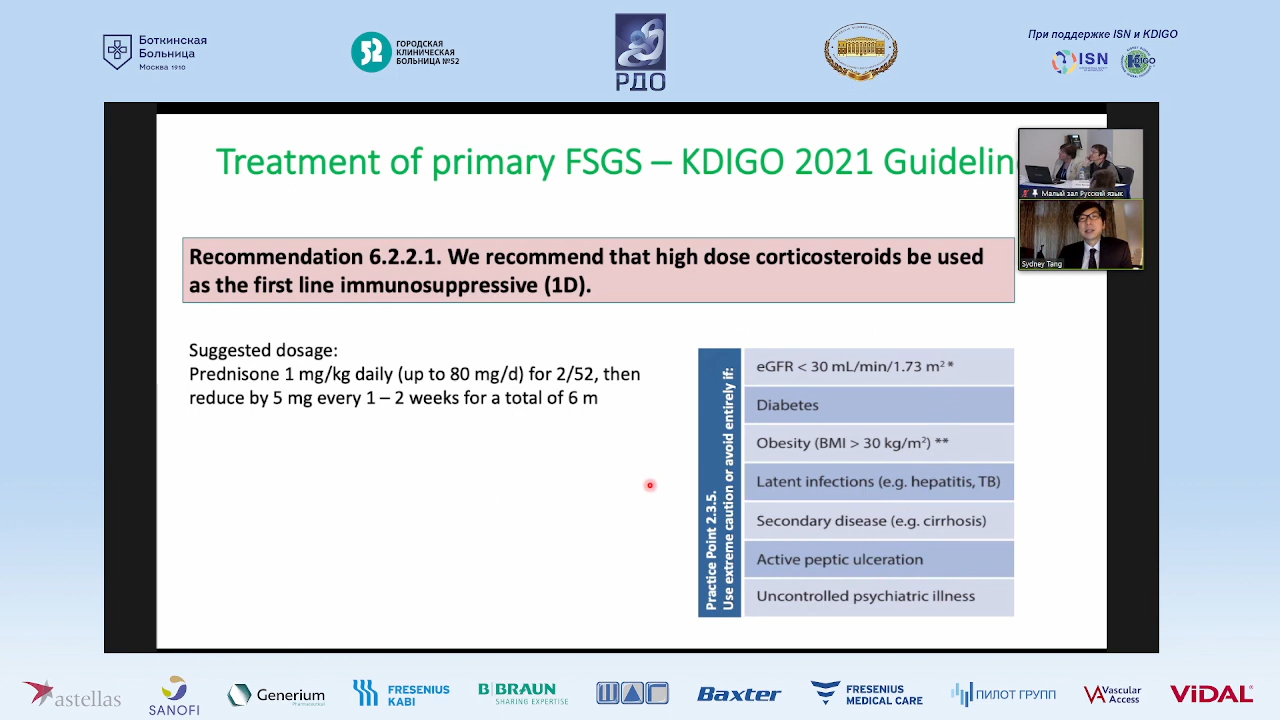 Боткинская
Больница
Москва 1910
52
ГОРОДСКАЯ
КЛИНИЧЕСКАЯ
БОЛЬНИЦА №52
РДО
При поддержке ISN и KDIGO
ISN
KDIGO
Treatment of primary FSGS – KDIGO 2021 Guidelin
Малый зал Русский язык
Sydney Tang
Recommendation 6.2.2.1. We recommend that high dose corticosteroids be used
as the first line immunosuppressive (1D).
Suggested dosage:
Prednisone 1 mg/kg daily (up to 80 mg/d) for 2/52, then
reduce by 5 mg every 1 – 2 weeks for a total of 6 m
Practice Point 2.3.5.
Use extreme caution or avoid entirely if:
eGFR < 30 mL/min/1.73 m² *
Diabetes
Obesity (BMI > 30 kg/m²) **
Latent infections (e.g. hepatitis, TB)
Secondary disease (e.g. cirrhosis)
Active peptic ulceration
Uncontrolled psychiatric illness
astellas
SANOFI
Generium
Pharmaceutical
FRESENIUS
KABI
B BRAUN
SHARING EXPERTISE
ШАГ
Baxter
FRESENIUS
MEDICAL CARE
ПИЛОТ ГРУПП
VA Vascular
Access
ViDAL